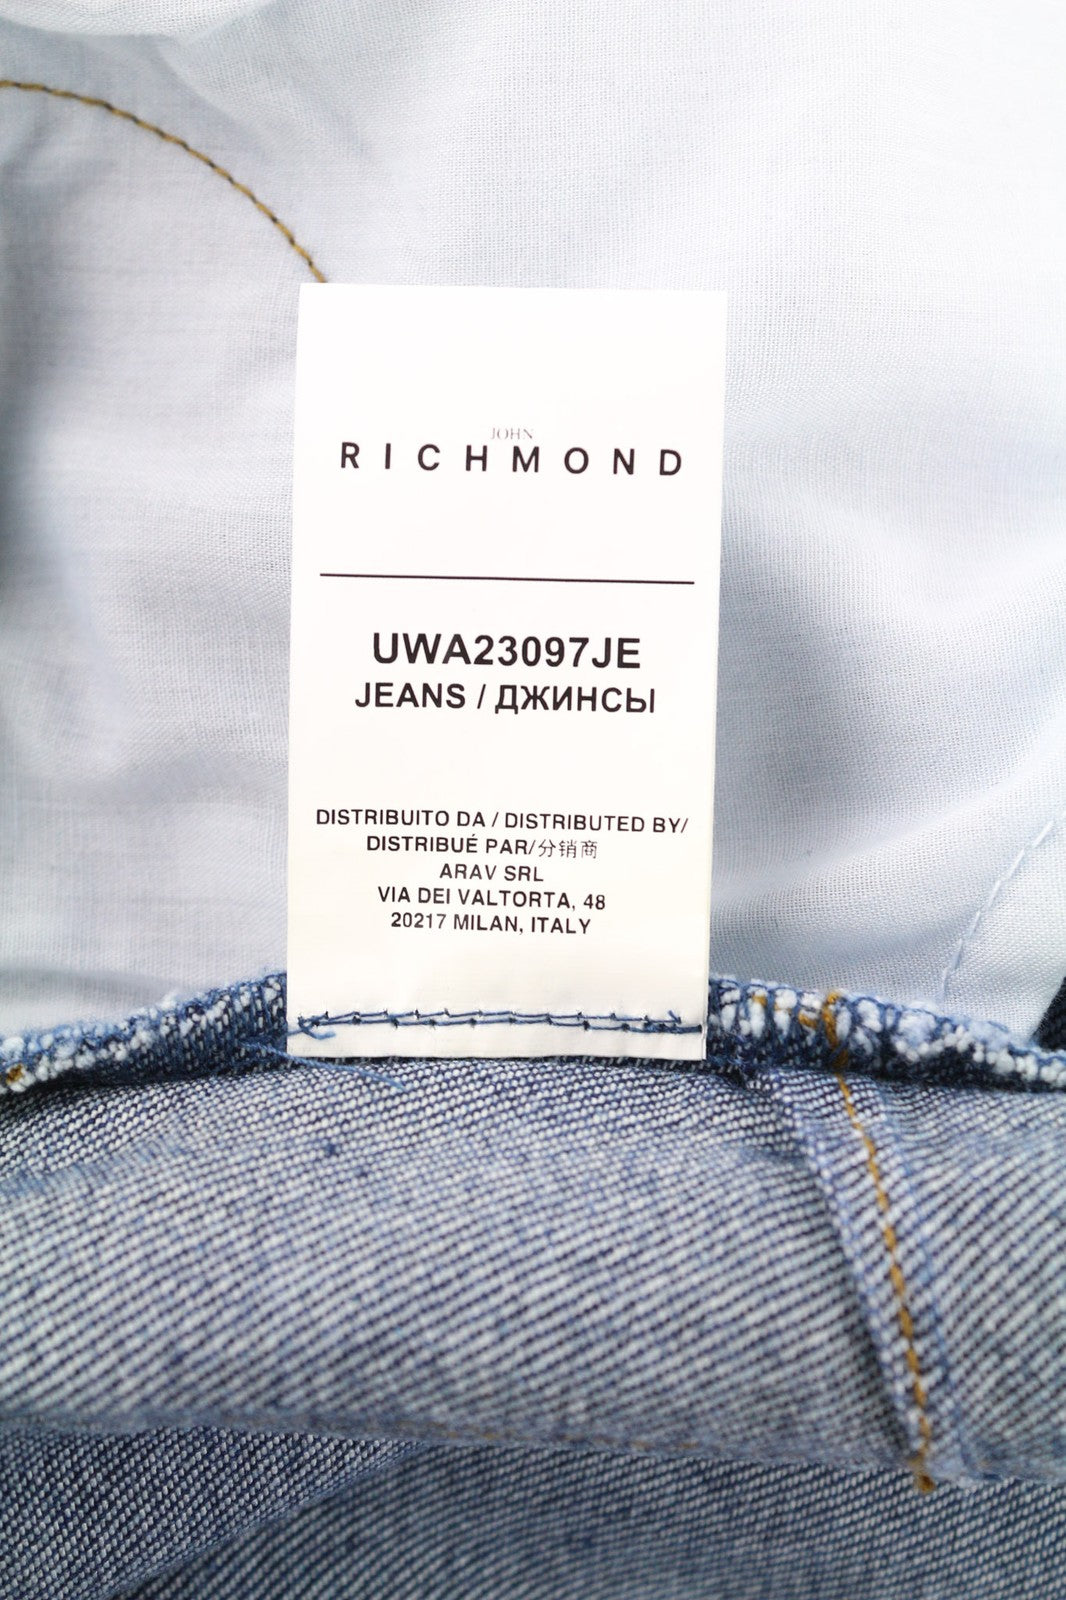 JOHN
RICHMOND
UWA23097JE
JEANS / ДЖИНСЫ
DISTRIBUITO DA / DISTRIBUTED BY/
DISTRIBUÉ PAR/分销商
ARAV SRL
VIA DEI VALTORTA, 48
20217 MILAN, ITALY